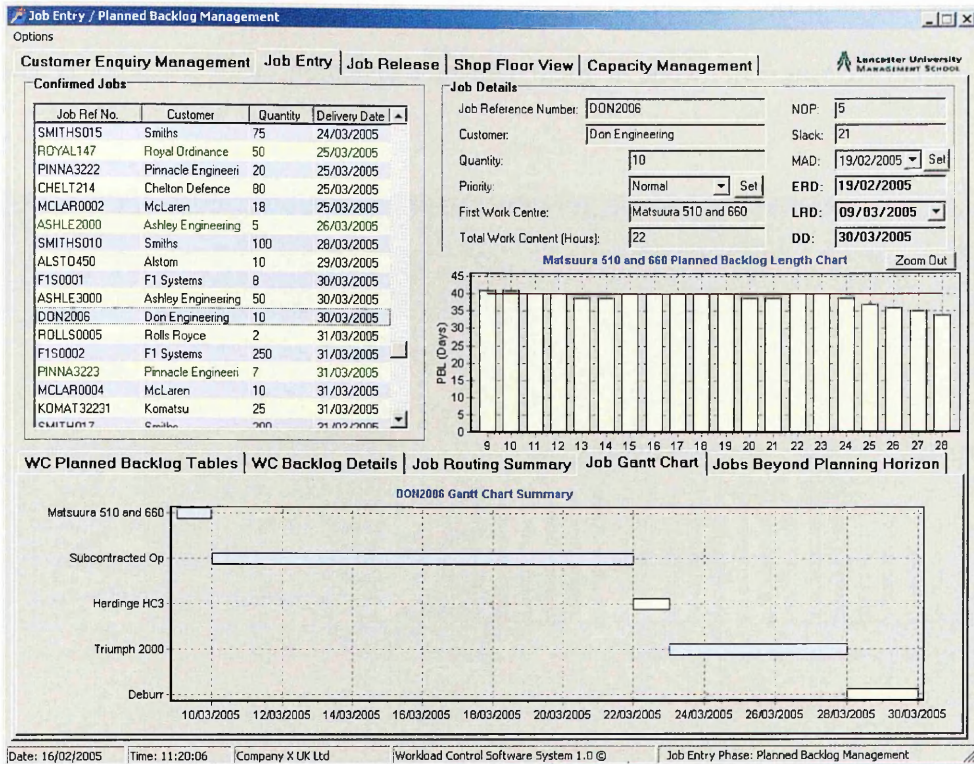 Job Entry / Planned Backlog Management
Options
Customer Enquiry Management Job Entry Job Release Shop Floor View Capacity Management
Lancaster University
MANAGEMENT SCHOOL
Confirmed Jobs
Job Ref No. Customer Quantity Delivery Date
SMITHS015 Smiths 75 24/03/2005
ROYAL147 Royal Ordinance 50 25/03/2005
PINNA3222 Pinnacle Engineeri 20 25/03/2005
CHELT214 Chelton Defence 80 25/03/2005
MCLAR0002 McLaren 18 25/03/2005
ASHLE2000 Ashley Engineering 5 26/03/2005
SMITHS010 Smiths 100 28/03/2005
ALSTO450 Alstom 10 29/03/2005
F1S0001 F1 Systems 8 30/03/2005
ASHLE3000 Ashley Engineering 50 30/03/2005
DON2006 Don Engineering 10 30/03/2005
ROLLS0005 Rolls Royce 2 31/03/2005
F1S0002 F1 Systems 250 31/03/2005
PINNA3223 Pinnacle Engineeri 7 31/03/2005
MCLAR0004 McLaren 10 31/03/2005
KOMAT32231 Komatsu 25 31/03/2005
SMITH017 Smiths 200 31/03/2005
Job Details
Job Reference Number: DON2006 NOP: 5
Customer: Don Engineering Slack: 21
Quantity: 10 MAD: 19/02/2005 Set
Priority: Normal Set ERD: 19/02/2005
First Work Centre: Matsuura 510 and 660 LRD: 09/03/2005
Total Work Content (Hours): 22 DD: 30/03/2005
Matsuura 510 and 660 Planned Backlog Length Chart Zoom Out
PBL (Days)
45
40
35
30
25
20
15
10
5
0
9 10 11 12 13 14 15 16 17 18 19 20 21 22 23 24 25 26 27 28
WC Planned Backlog Tables WC Backlog Details Job Routing Summary Job Gantt Chart Jobs Beyond Planning Horizon
DON2006 Gantt Chart Summary
Matsuura 510 and 660
Subcontracted Op
Hardinge HC3
Triumph 2000
Deburr
10/03/2005 12/03/2005 14/03/2005 16/03/2005 18/03/2005 20/03/2005 22/03/2005 24/03/2005 26/03/2005 28/03/2005 30/03/2005
Date: 16/02/2005 Time: 11:20:06 Company X UK Ltd Workload Control Software System 1.0 © Job Entry Phase: Planned Backlog Management